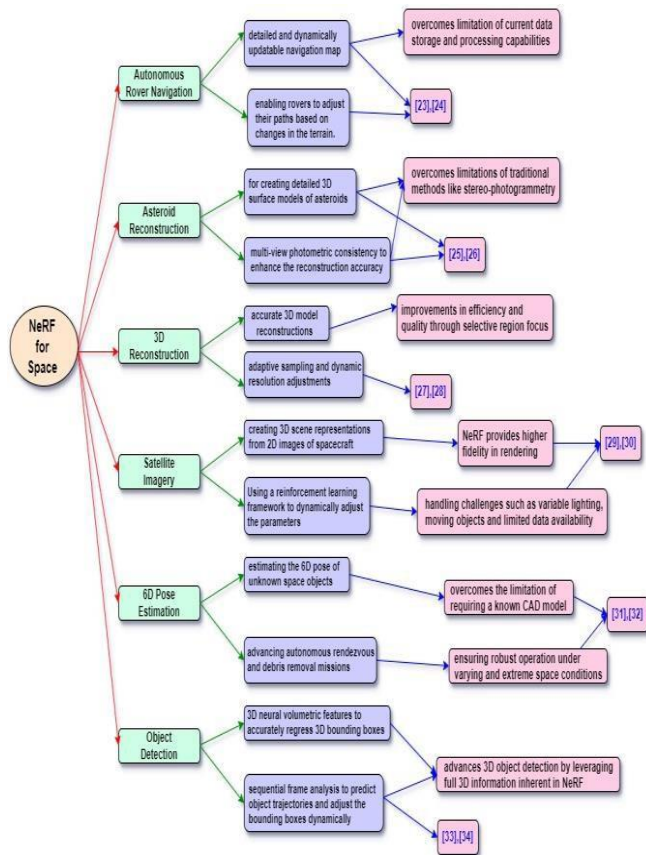 NeRF
for
Space
Autonomous
Rover Navigation
detailed and dynamically
updatable navigation map
overcomes limitation of current data
storage and processing capabilities
enabling rovers to adjust
their paths based on
changes in the terrain.
[23],[24]
Asteroid
Reconstruction
for creating detailed 3D
surface models of asteroids
overcomes limitations of traditional
methods like stereo-photogrammetry
multi-view photometric consistency to
enhance the reconstruction accuracy
[25],[26]
3D
Reconstruction
accurate 3D model
reconstructions
improvements in efficiency and
quality through selective region focus
adaptive sampling and dynamic
resolution adjustments
[27],[28]
Satellite
Imagery
creating 3D scene representations
from 2D images of spacecraft
NeRF provides higher
fidelity in rendering
[29],[30]
Using a reinforcement learning
framework to dynamically adjust
the parameters
handling challenges such as variable lighting,
moving objects and limited data availability
6D Pose
Estimation
estimating the 6D pose of
unknown space objects
overcomes the limitation of
requiring a known CAD model
[31],[32]
advancing autonomous rendezvous
and debris removal missions
ensuring robust operation under
varying and extreme space conditions
Object
Detection
3D neural volumetric features to
accurately regress 3D bounding boxes
advances 3D object detection by leveraging
full 3D information inherent in NeRF
sequential frame analysis to predict
object trajectories and adjust the
bounding boxes dynamically
[33],[34]